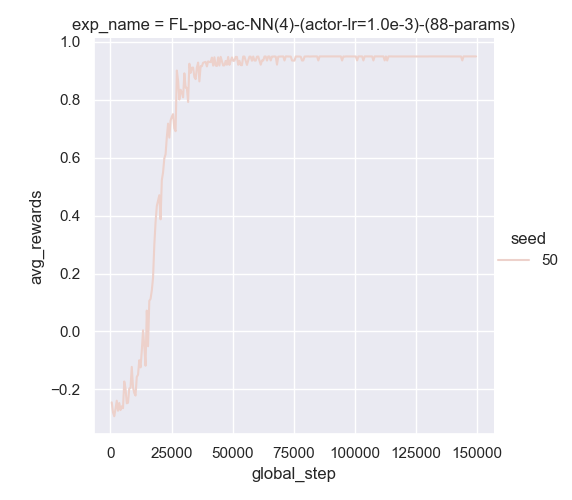 exp_name = FL-ppo-ac-NN(4)-(actor-lr=1.0e-3)-(88-params)
1.0
0.8
0.6
0.4
0.2
0.0
−0.2
avg_rewards
seed
50
0 25000 50000 75000 100000 125000 150000
global_step